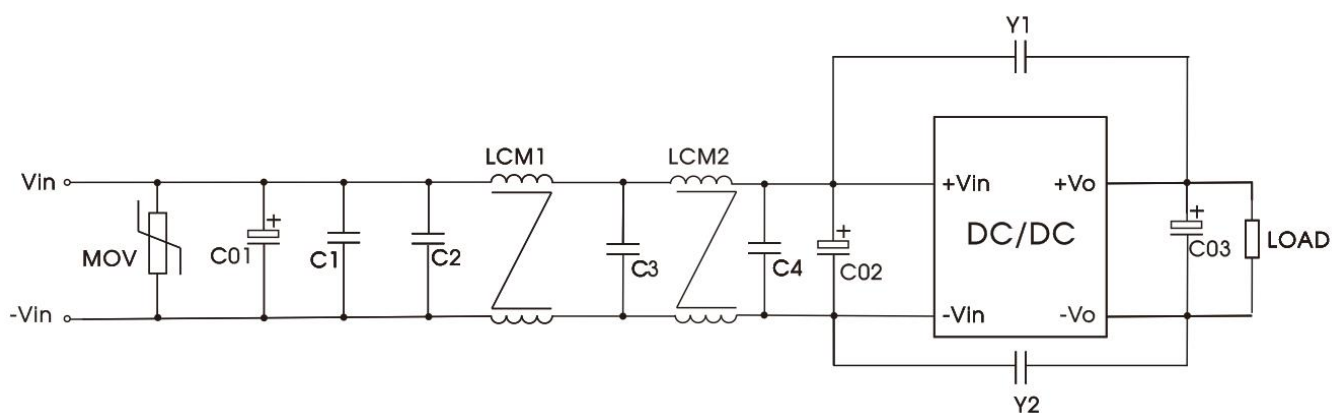 Y1
LCM1
LCM2
Vin
+Vin
+Vo
MOV
C01
+
C1
C2
C3
C4
+
C02
DC/DC
+
C03
LOAD
-Vin
-Vin
-Vo
Y2